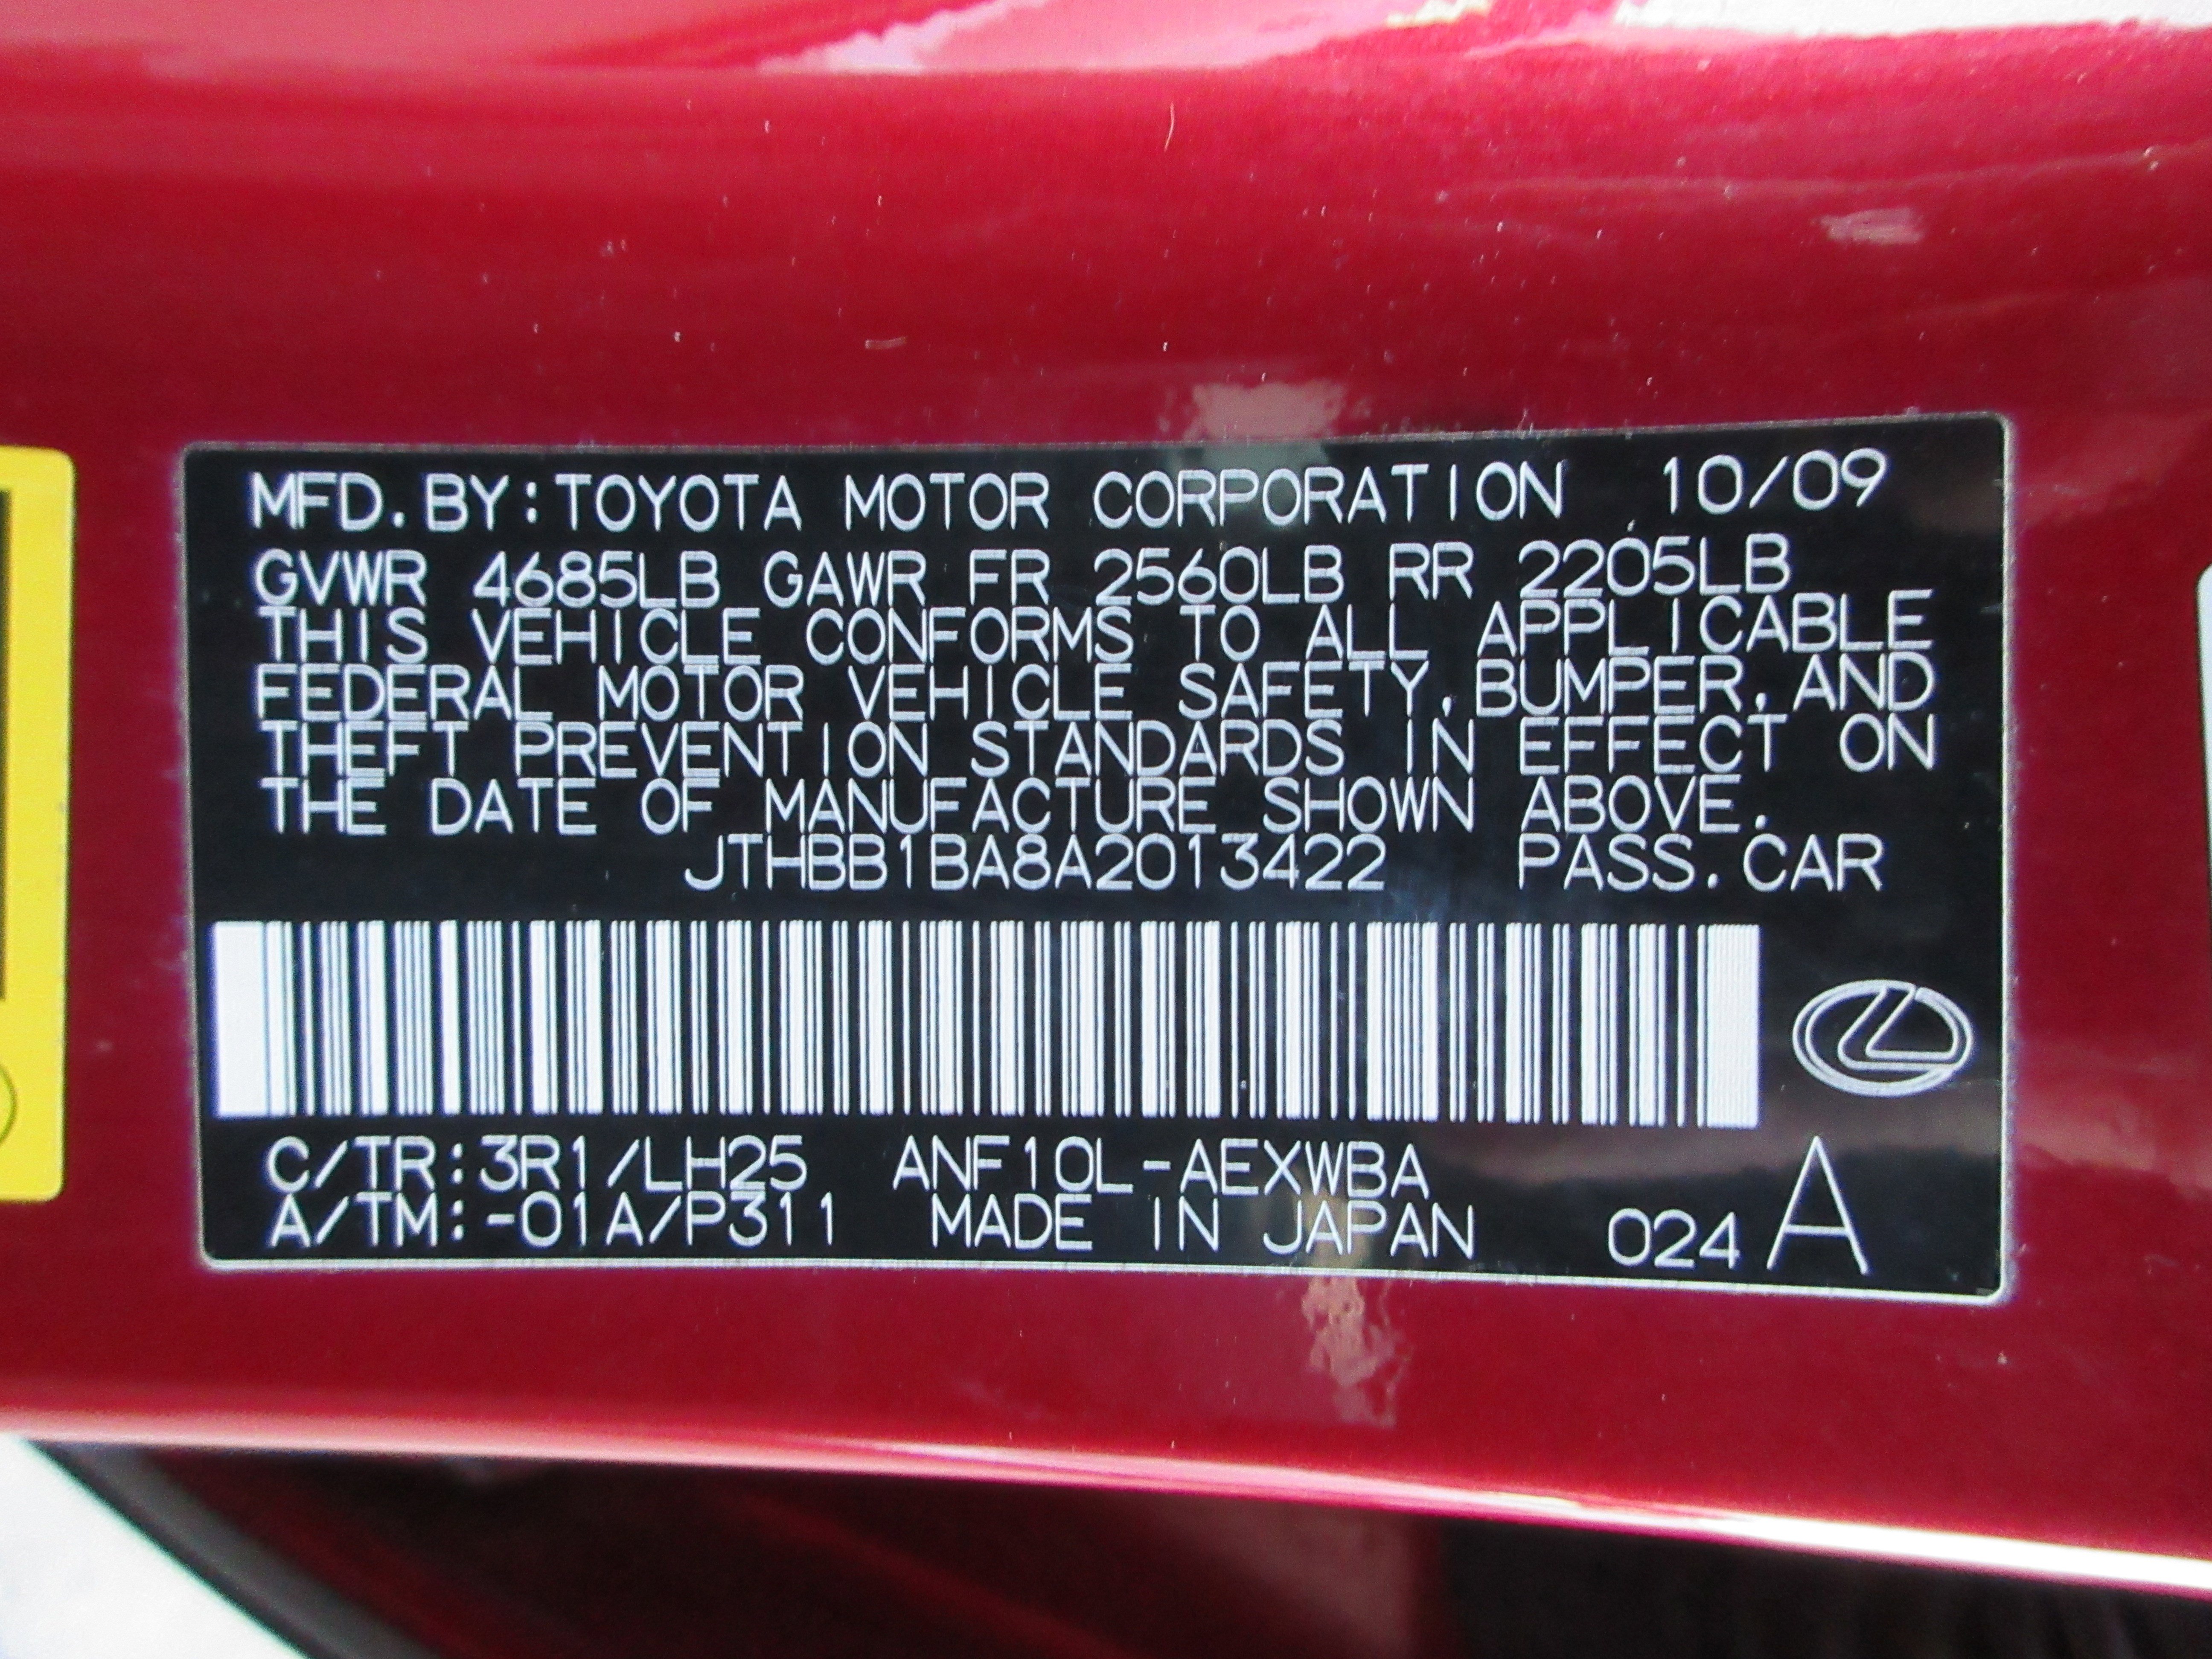 MFD.BY:TOYOTA MOTOR CORPORATION 10/09
GVWR 4685LB GAWR FR 2560LB RR 2205LB
THIS VEHICLE CONFORMS TO ALL APPLICABLE
FEDERAL MOTOR VEHICLE SAFETY,BUMPER,AND
THEFT PREVENTION STANDARDS IN EFFECT ON
THE DATE OF MANUFACTURE SHOWN ABOVE.
JTHBB1BA8A2013422 PASS.CAR
C/TR:3R1/LH25 ANF10L-AEXWBA
A/TM:-01A/P311 MADE IN JAPAN 024 A